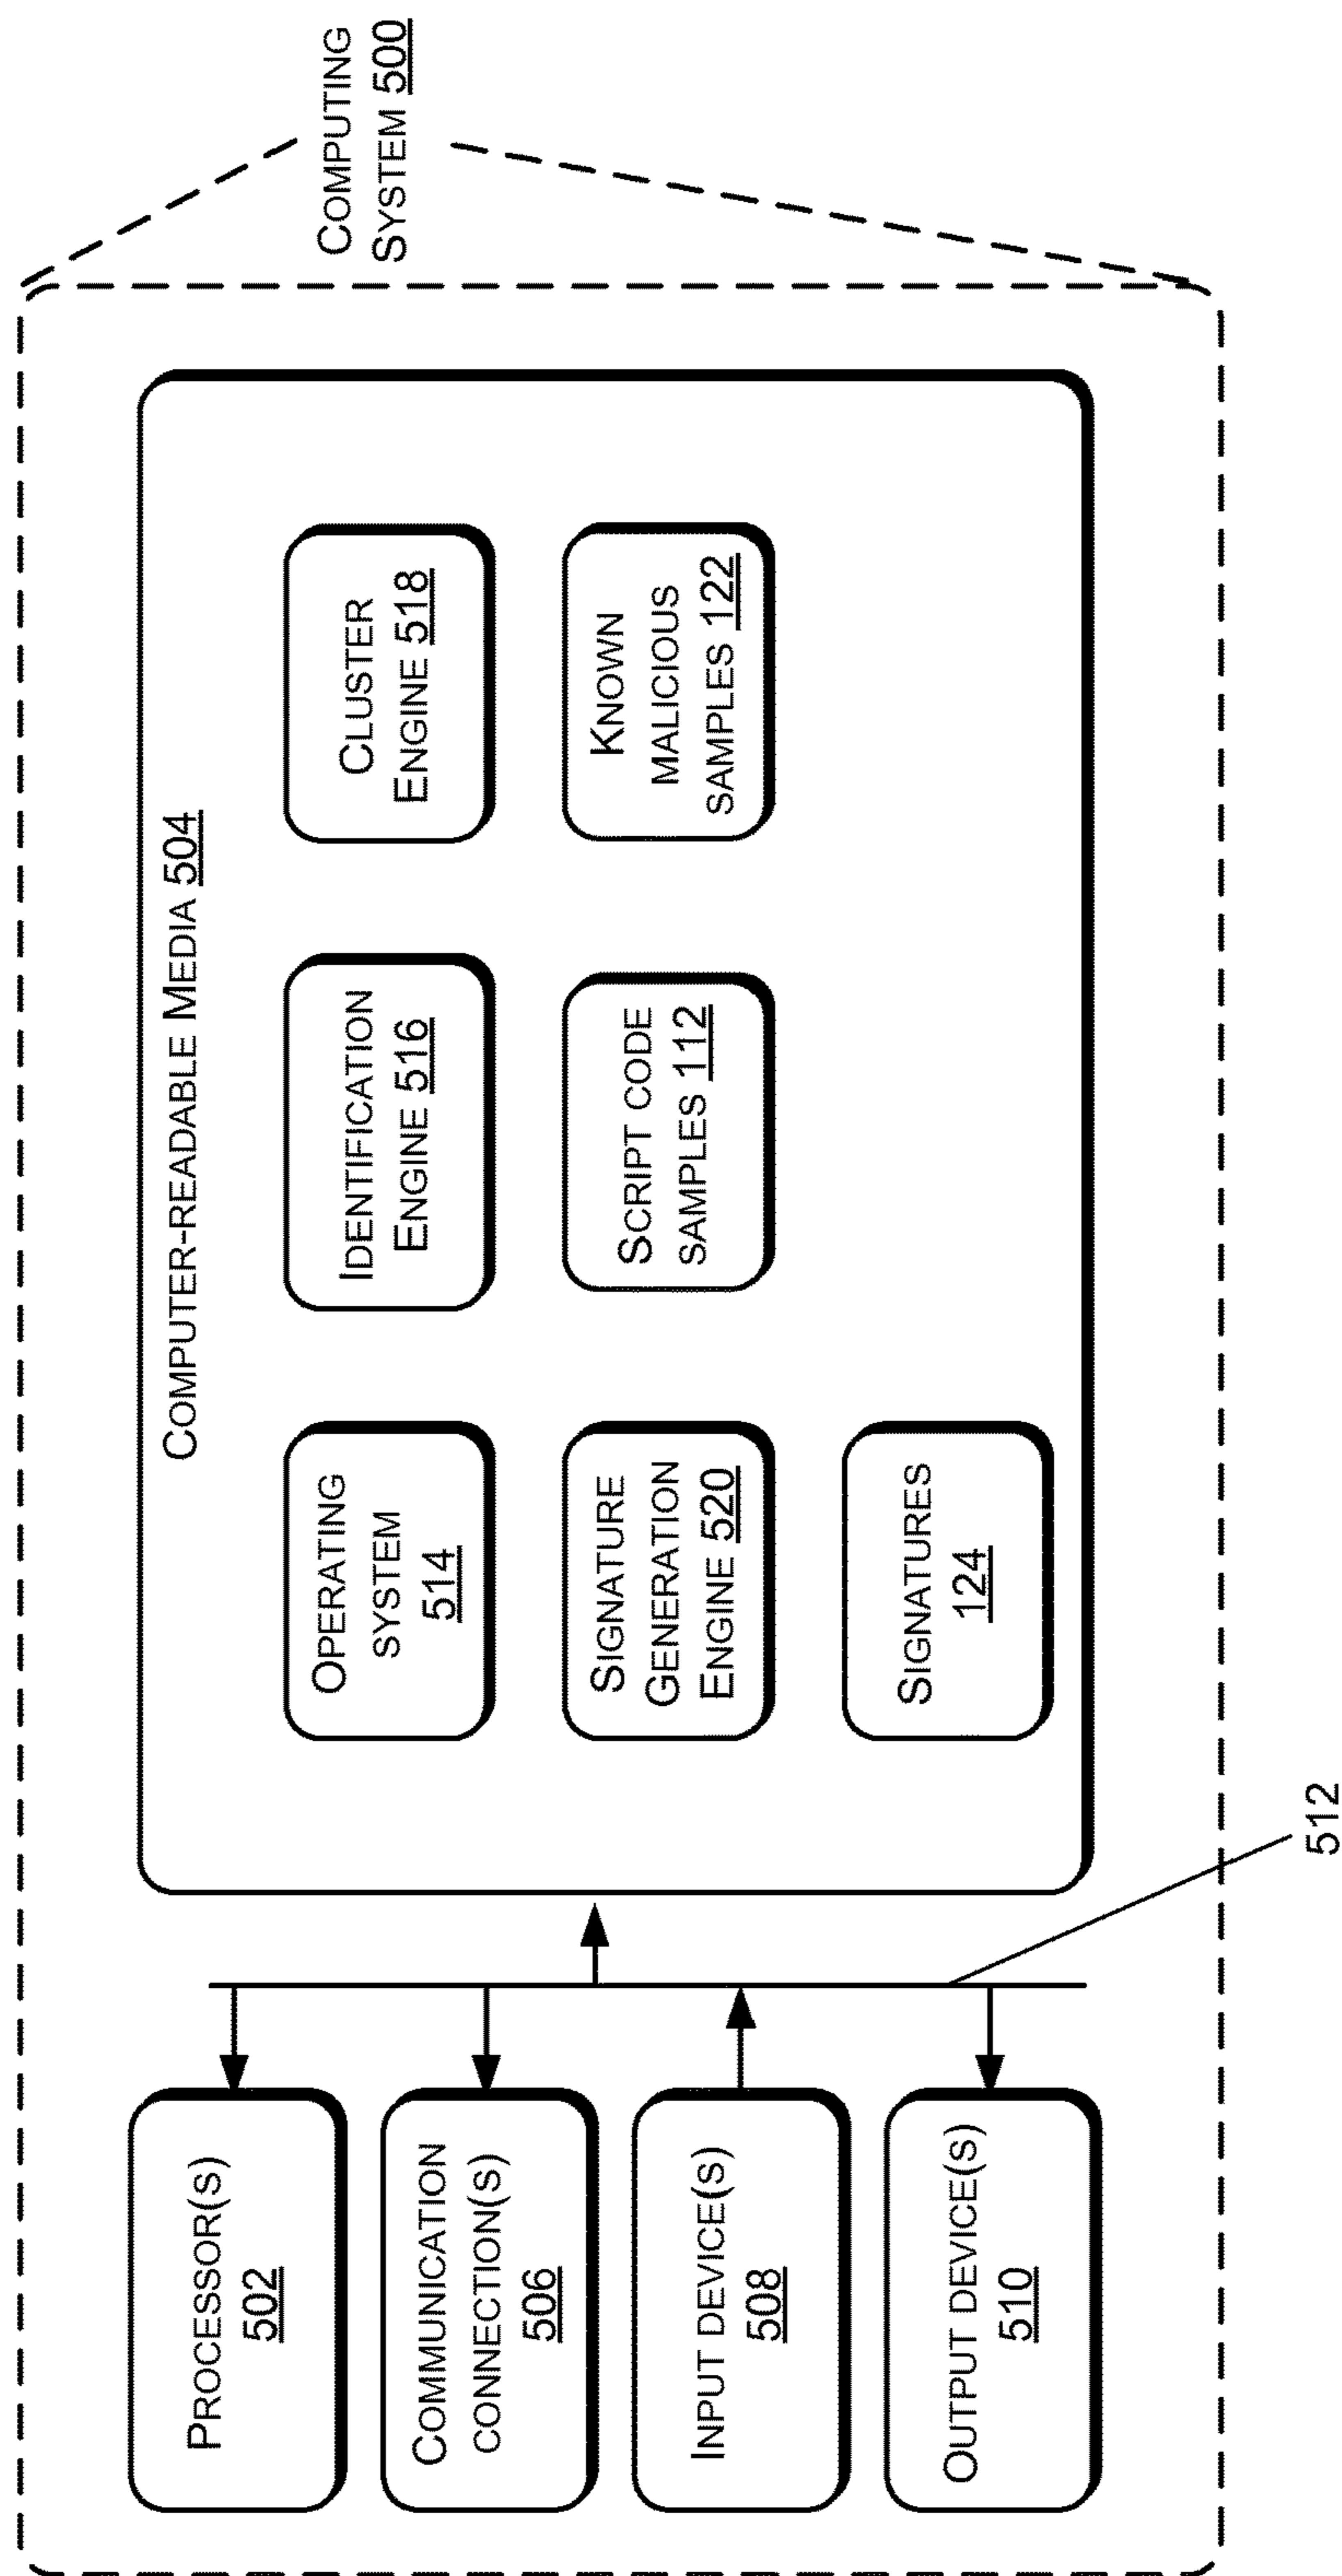 COMPUTING
SYSTEM 500
PROCESSOR(S)
502
COMMUNICATION
CONNECTION(S)
506
INPUT DEVICE(S)
508
OUTPUT DEVICE(S)
510
512
COMPUTER-READABLE MEDIA 504
OPERATING
SYSTEM
514
IDENTIFICATION
ENGINE 516
CLUSTER
ENGINE 518
SIGNATURE
GENERATION
ENGINE 520
SCRIPT CODE
SAMPLES 112
KNOWN
MALICIOUS
SAMPLES 122
SIGNATURES
124